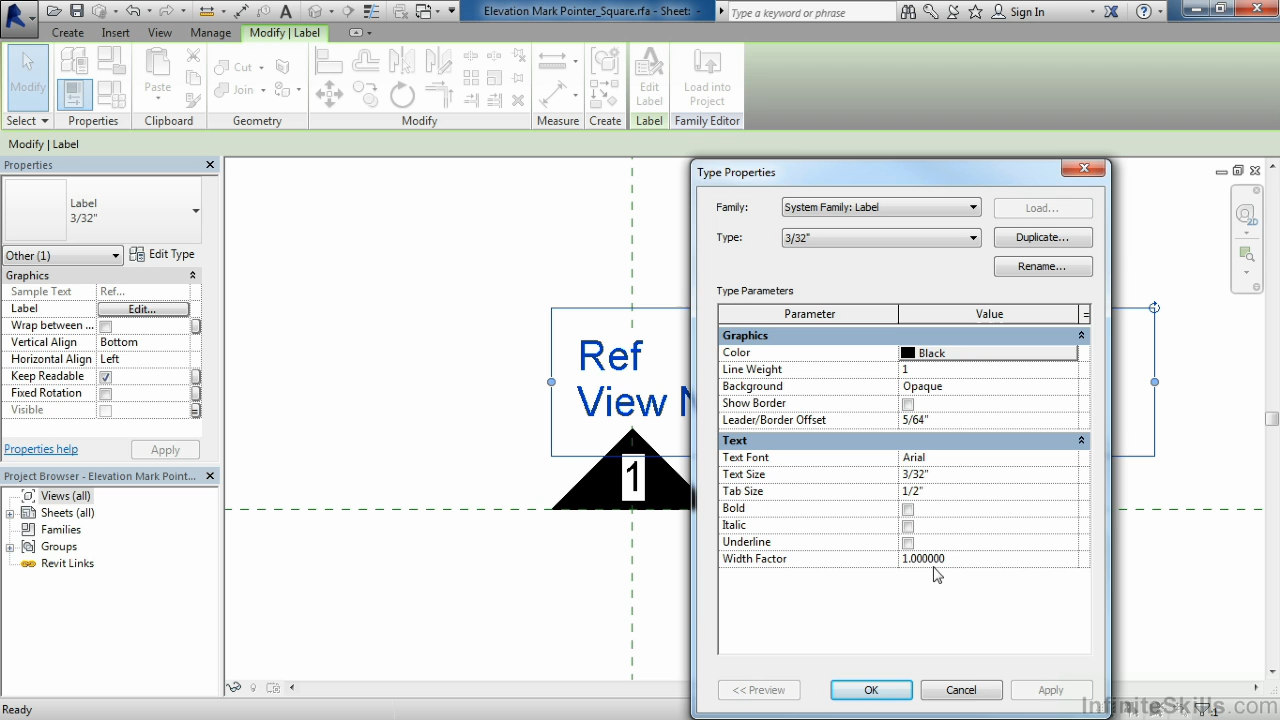 Elevation Mark Pointer_Square.rfa - Sheet:
Type a keyword or phrase
Sign In
Create
Insert
View
Manage
Modify | Label
Modify
Paste
Cut
Join
Edit
Label
Load into
Project
Select
Properties
Clipboard
Geometry
Modify
Measure
Create
Label
Family Editor
Modify | Label
Properties
Label
3/32"
Other (1)
Edit Type
Graphics
Sample Text Ref...
Label Edit...
Wrap between ...
Vertical Align Bottom
Horizontal Align Left
Keep Readable
Fixed Rotation
Visible
Properties help
Apply
Project Browser - Elevation Mark Point...
Views (all)
Sheets (all)
Families
Groups
Revit Links
Ready
Ref
View N
1
2D
Type Properties
Family: System Family: Label Load...
Type: 3/32" Duplicate...
Rename...
Type Parameters
Parameter Value =
Graphics
Color Black
Line Weight 1
Background Opaque
Show Border
Leader/Border Offset 5/64"
Text
Text Font Arial
Text Size 3/32"
Tab Size 1/2"
Bold
Italic
Underline
Width Factor 1.000000
<< Preview OK Cancel Apply
InfiniteSkills.com